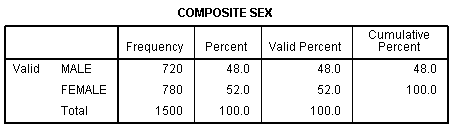 COMPOSITE SEX
Frequency Percent Valid Percent Cumulative Percent
Valid MALE 720 48.0 48.0 48.0
FEMALE 780 52.0 52.0 100.0
Total 1500 100.0 100.0